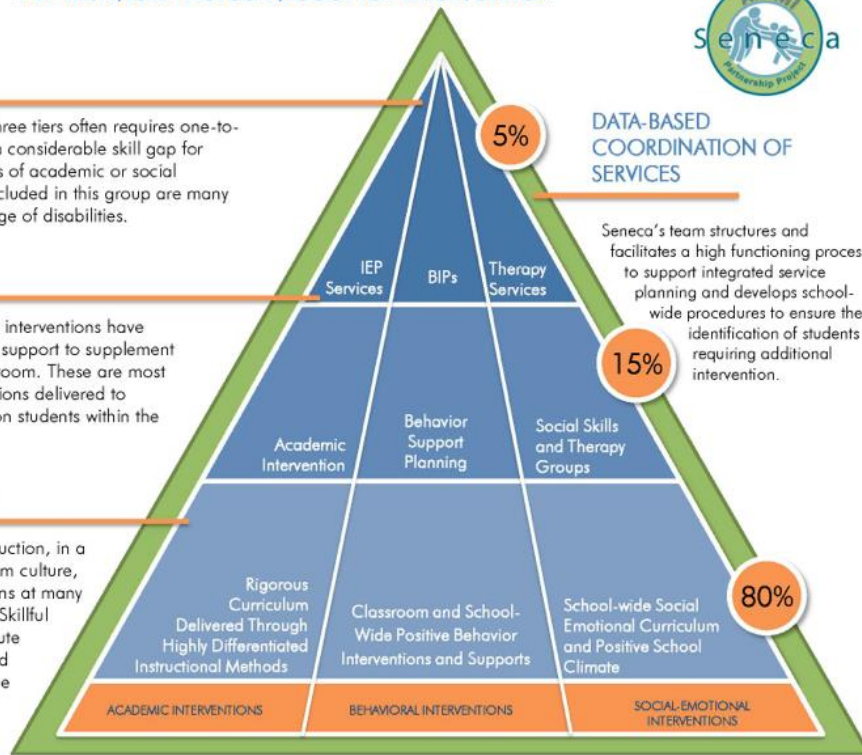 Seneca
Partnership Project
5%
DATA-BASED
COORDINATION OF
SERVICES
hree tiers often requires one-to-
a considerable skill gap for
s of academic or social
cluded in this group are many
ge of disabilities.
Seneca's team structures and
facilitates a high functioning proces
to support integrated service
planning and develops school-
wide procedures to ensure the
identification of students
requiring additional
intervention.
IEP
Services
BIPs
Therapy
Services
interventions have
support to supplement
room. These are most
ions delivered to
on students within the
15%
Academic
Intervention
Behavior
Support
Planning
Social Skills
and Therapy
Groups
uction, in a
m culture,
ns at many
Skillful
ute
d
e
Rigorous
Curriculum
Delivered Through
Highly Differentiated
Instructional Methods
Classroom and School-
Wide Positive Behavior
Interventions and Supports
School-wide Social
Emotional Curriculum
and Positive School
Climate
80%
ACADEMIC INTERVENTIONS
BEHAVIORAL INTERVENTIONS
SOCIAL-EMOTIONAL
INTERVENTIONS